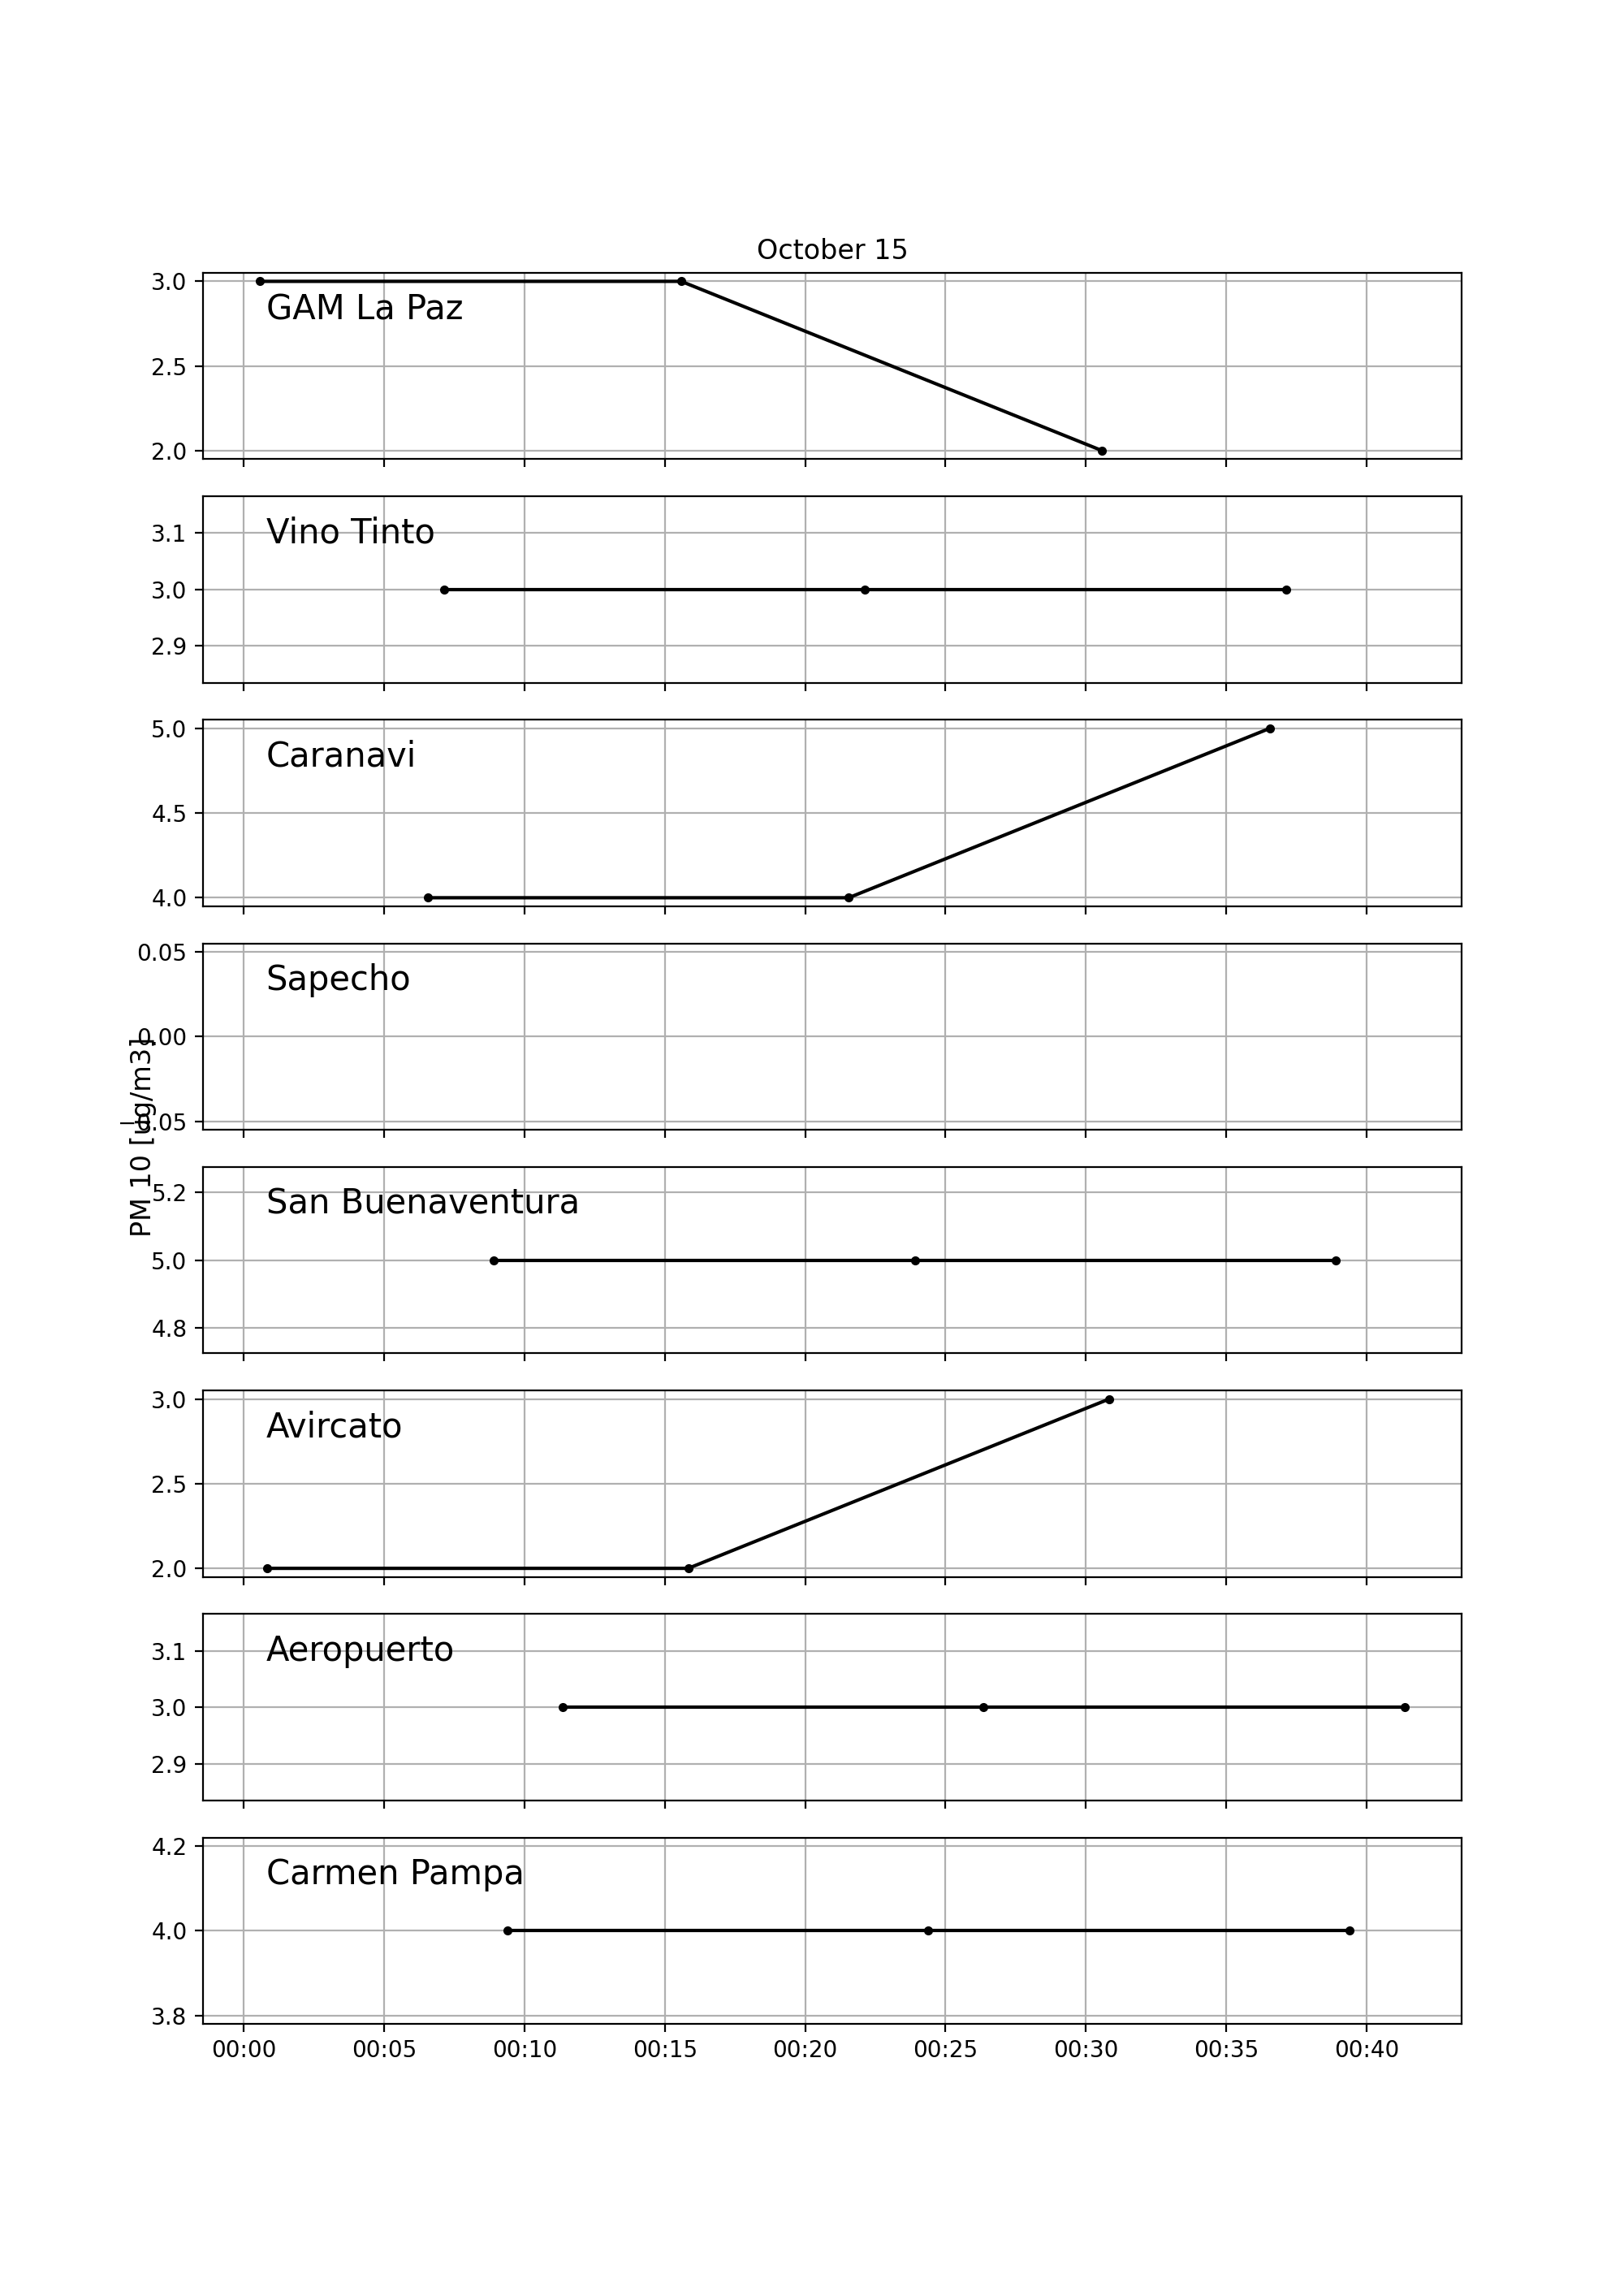 October 15
3.0
GAM La Paz
2.5
2.0
3.1
Vino Tinto
3.0
2.9
5.0
Caranavi
4.5
4.0
0.05
Sapecho
0.00
−0.05
PM 10 [ug/m3]
5.2
San Buenaventura
5.0
4.8
3.0
Avircato
2.5
2.0
3.1
Aeropuerto
3.0
2.9
4.2
Carmen Pampa
4.0
3.8
00:00 00:05 00:10 00:15 00:20 00:25 00:30 00:35 00:40